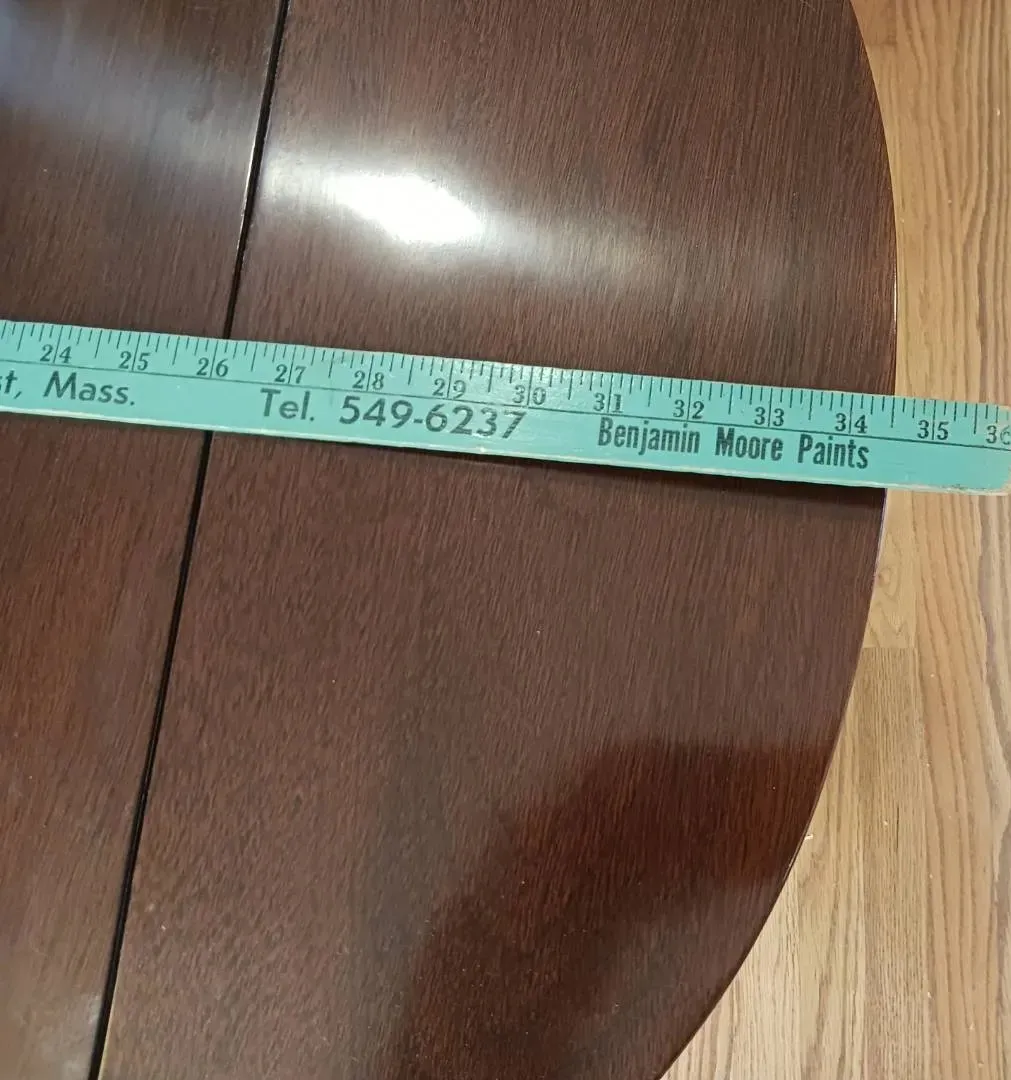 24 25 26 27 28 29 30 31 32 33 34 35 36
st, Mass. Tel. 549-6237 Benjamin Moore Paints